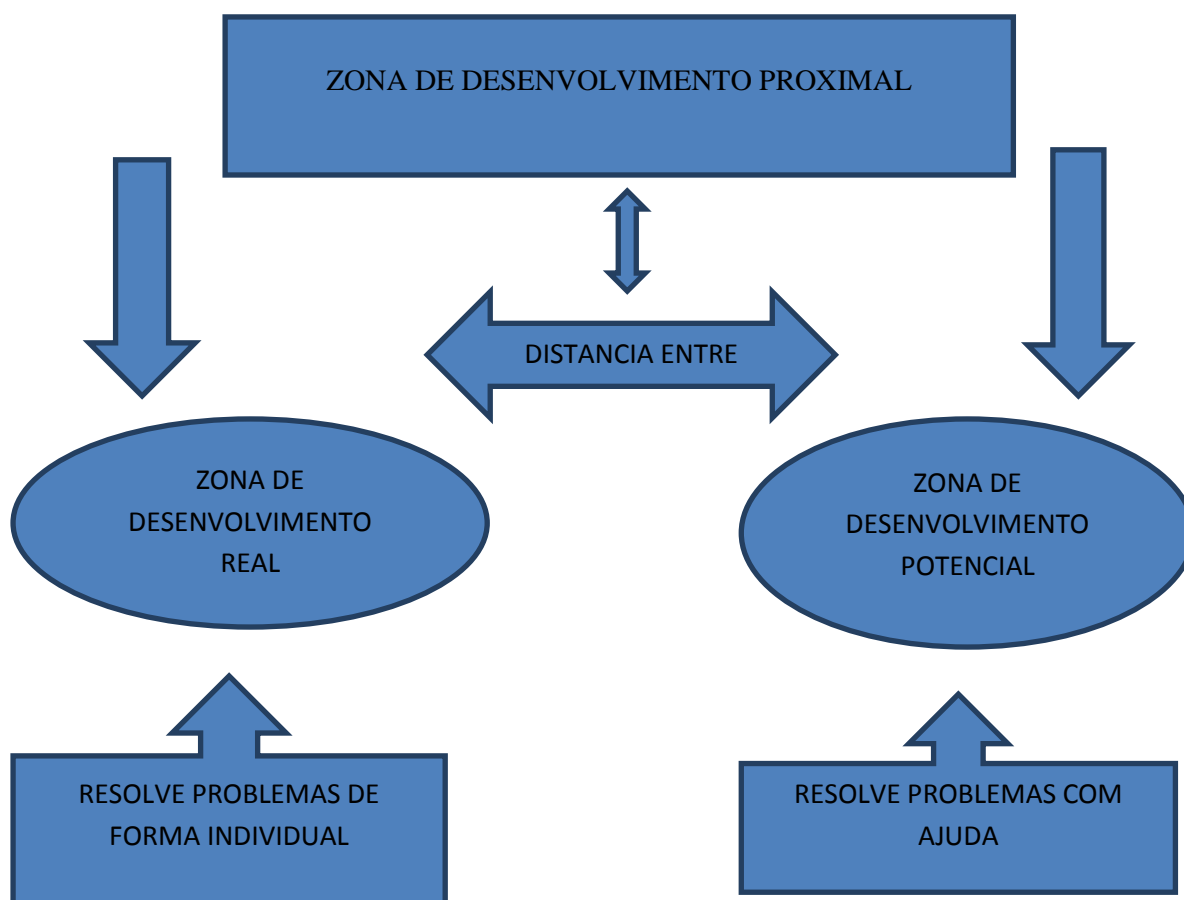 ZONA DE DESENVOLVIMENTO PROXIMAL
DISTANCIA ENTRE
ZONA DE
DESENVOLVIMENTO
REAL
ZONA DE
DESENVOLVIMENTO
POTENCIAL
RESOLVE PROBLEMAS DE
FORMA INDIVIDUAL
RESOLVE PROBLEMAS COM
AJUDA